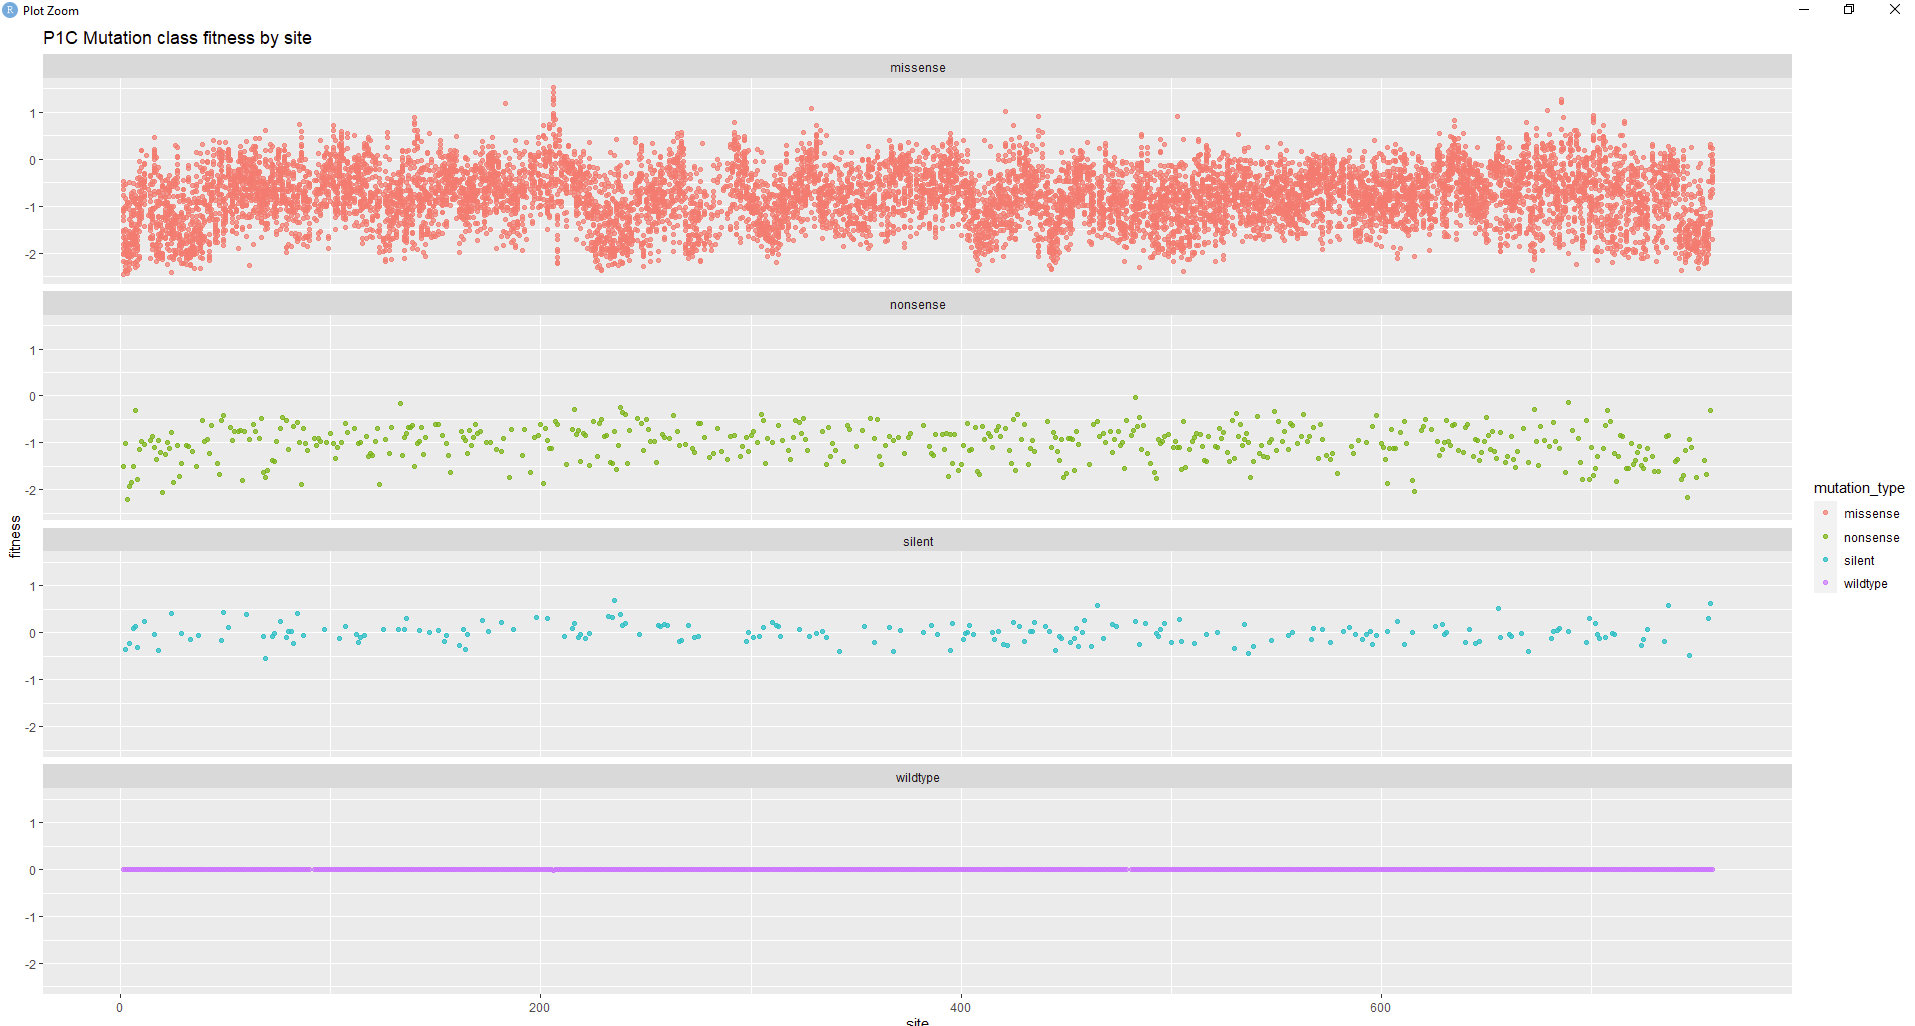 R Plot Zoom
P1C Mutation class fitness by site
missense
1
0
-1
-2
nonsense
1
0
-1
-2
silent
1
0
-1
-2
wildtype
1
0
-1
-2
0 200 400 600
site
fitness
mutation_type
missense
nonsense
silent
wildtype